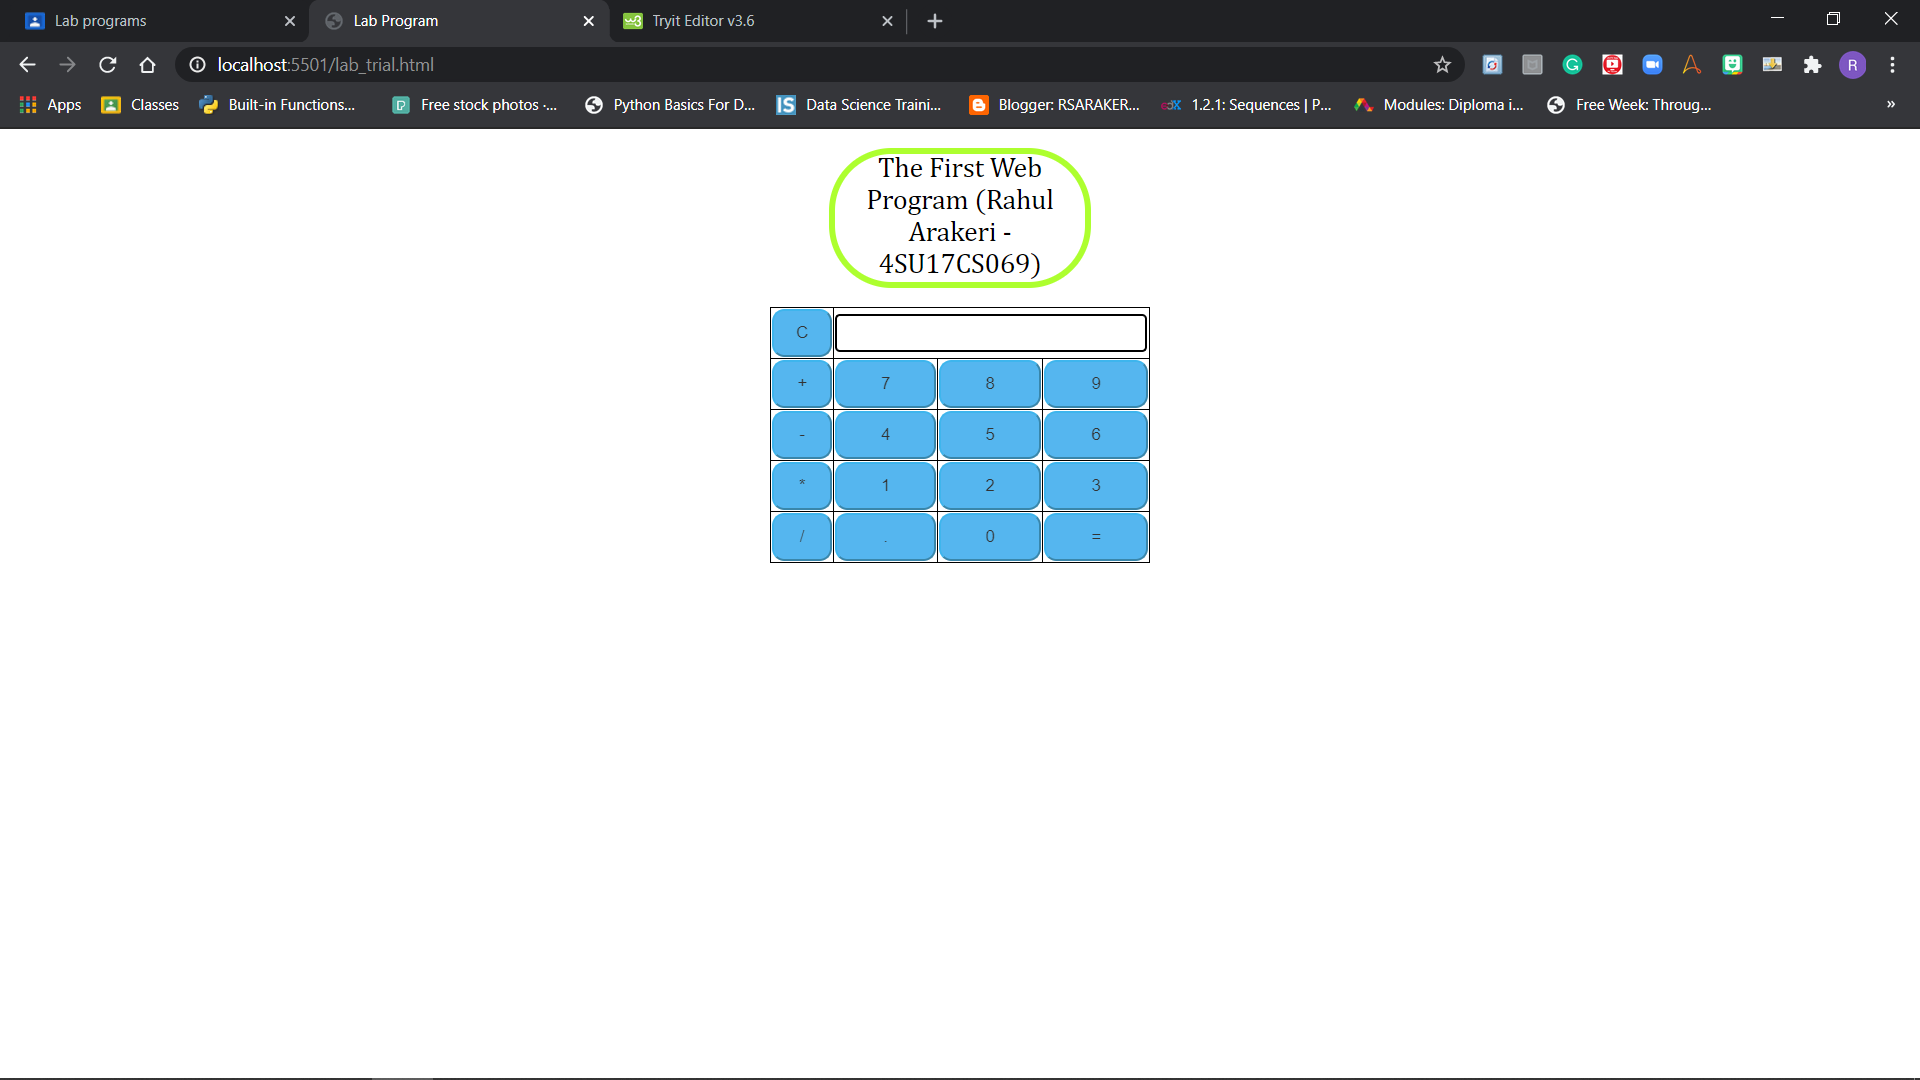 Lab programs
Lab Program
Tryit Editor v3.6
localhost:5501/lab_trial.html
R
Apps
Classes
Built-in Functions...
Free stock photos ·...
Python Basics For D...
IS
Data Science Traini...
Blogger: RSARAKER...
1.2.1: Sequences | P...
Modules: Diploma i...
Free Week: Throug...
»
The First Web
Program (Rahul
Arakeri -
4SU17CS069)
C
+ 7 8 9
- 4 5 6
* 1 2 3
/ . 0 =